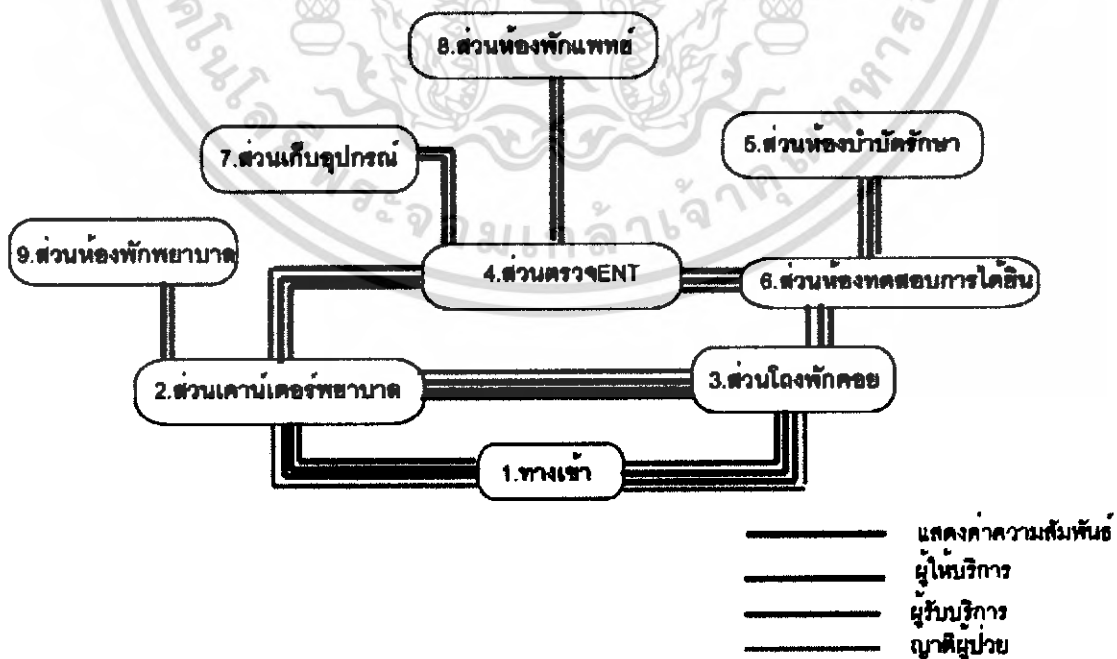 8.ส่วนห้องพักแพทย์
5.ส่วนห้องบำบัดรักษา
7.ส่วนเก็บอุปกรณ์
9.ส่วนห้องพักพยาบาล
4.ส่วนตรวจENT
6.ส่วนห้องทดสอบการได้ยิน
2.ส่วนเคาน์เตอร์พยาบาล
3.ส่วนโถงพักคอย
1.ทางเข้า
แสดงค่าความสัมพันธ์
ผู้ให้บริการ
ผู้รับบริการ
ญาติผู้ป่วย